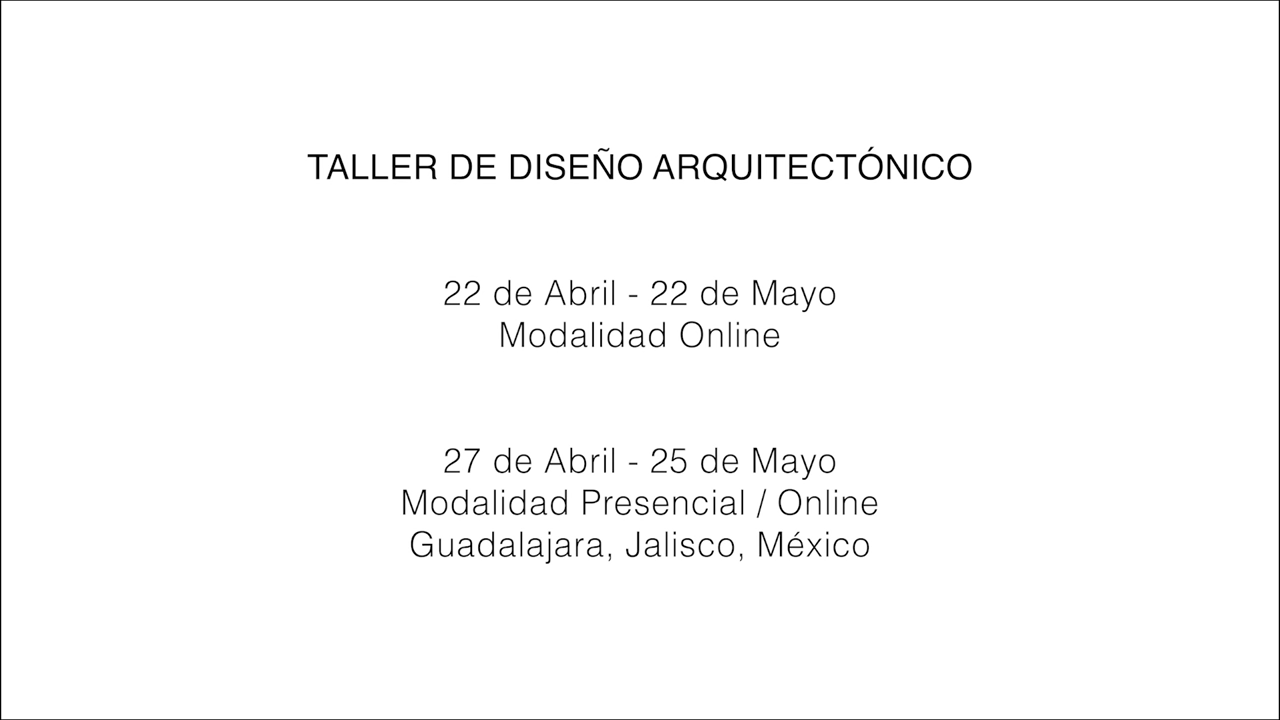 TALLER DE DISEÑO ARQUITECTÓNICO
22 de Abril - 22 de Mayo
Modalidad Online
27 de Abril - 25 de Mayo
Modalidad Presencial / Online
Guadalajara, Jalisco, México